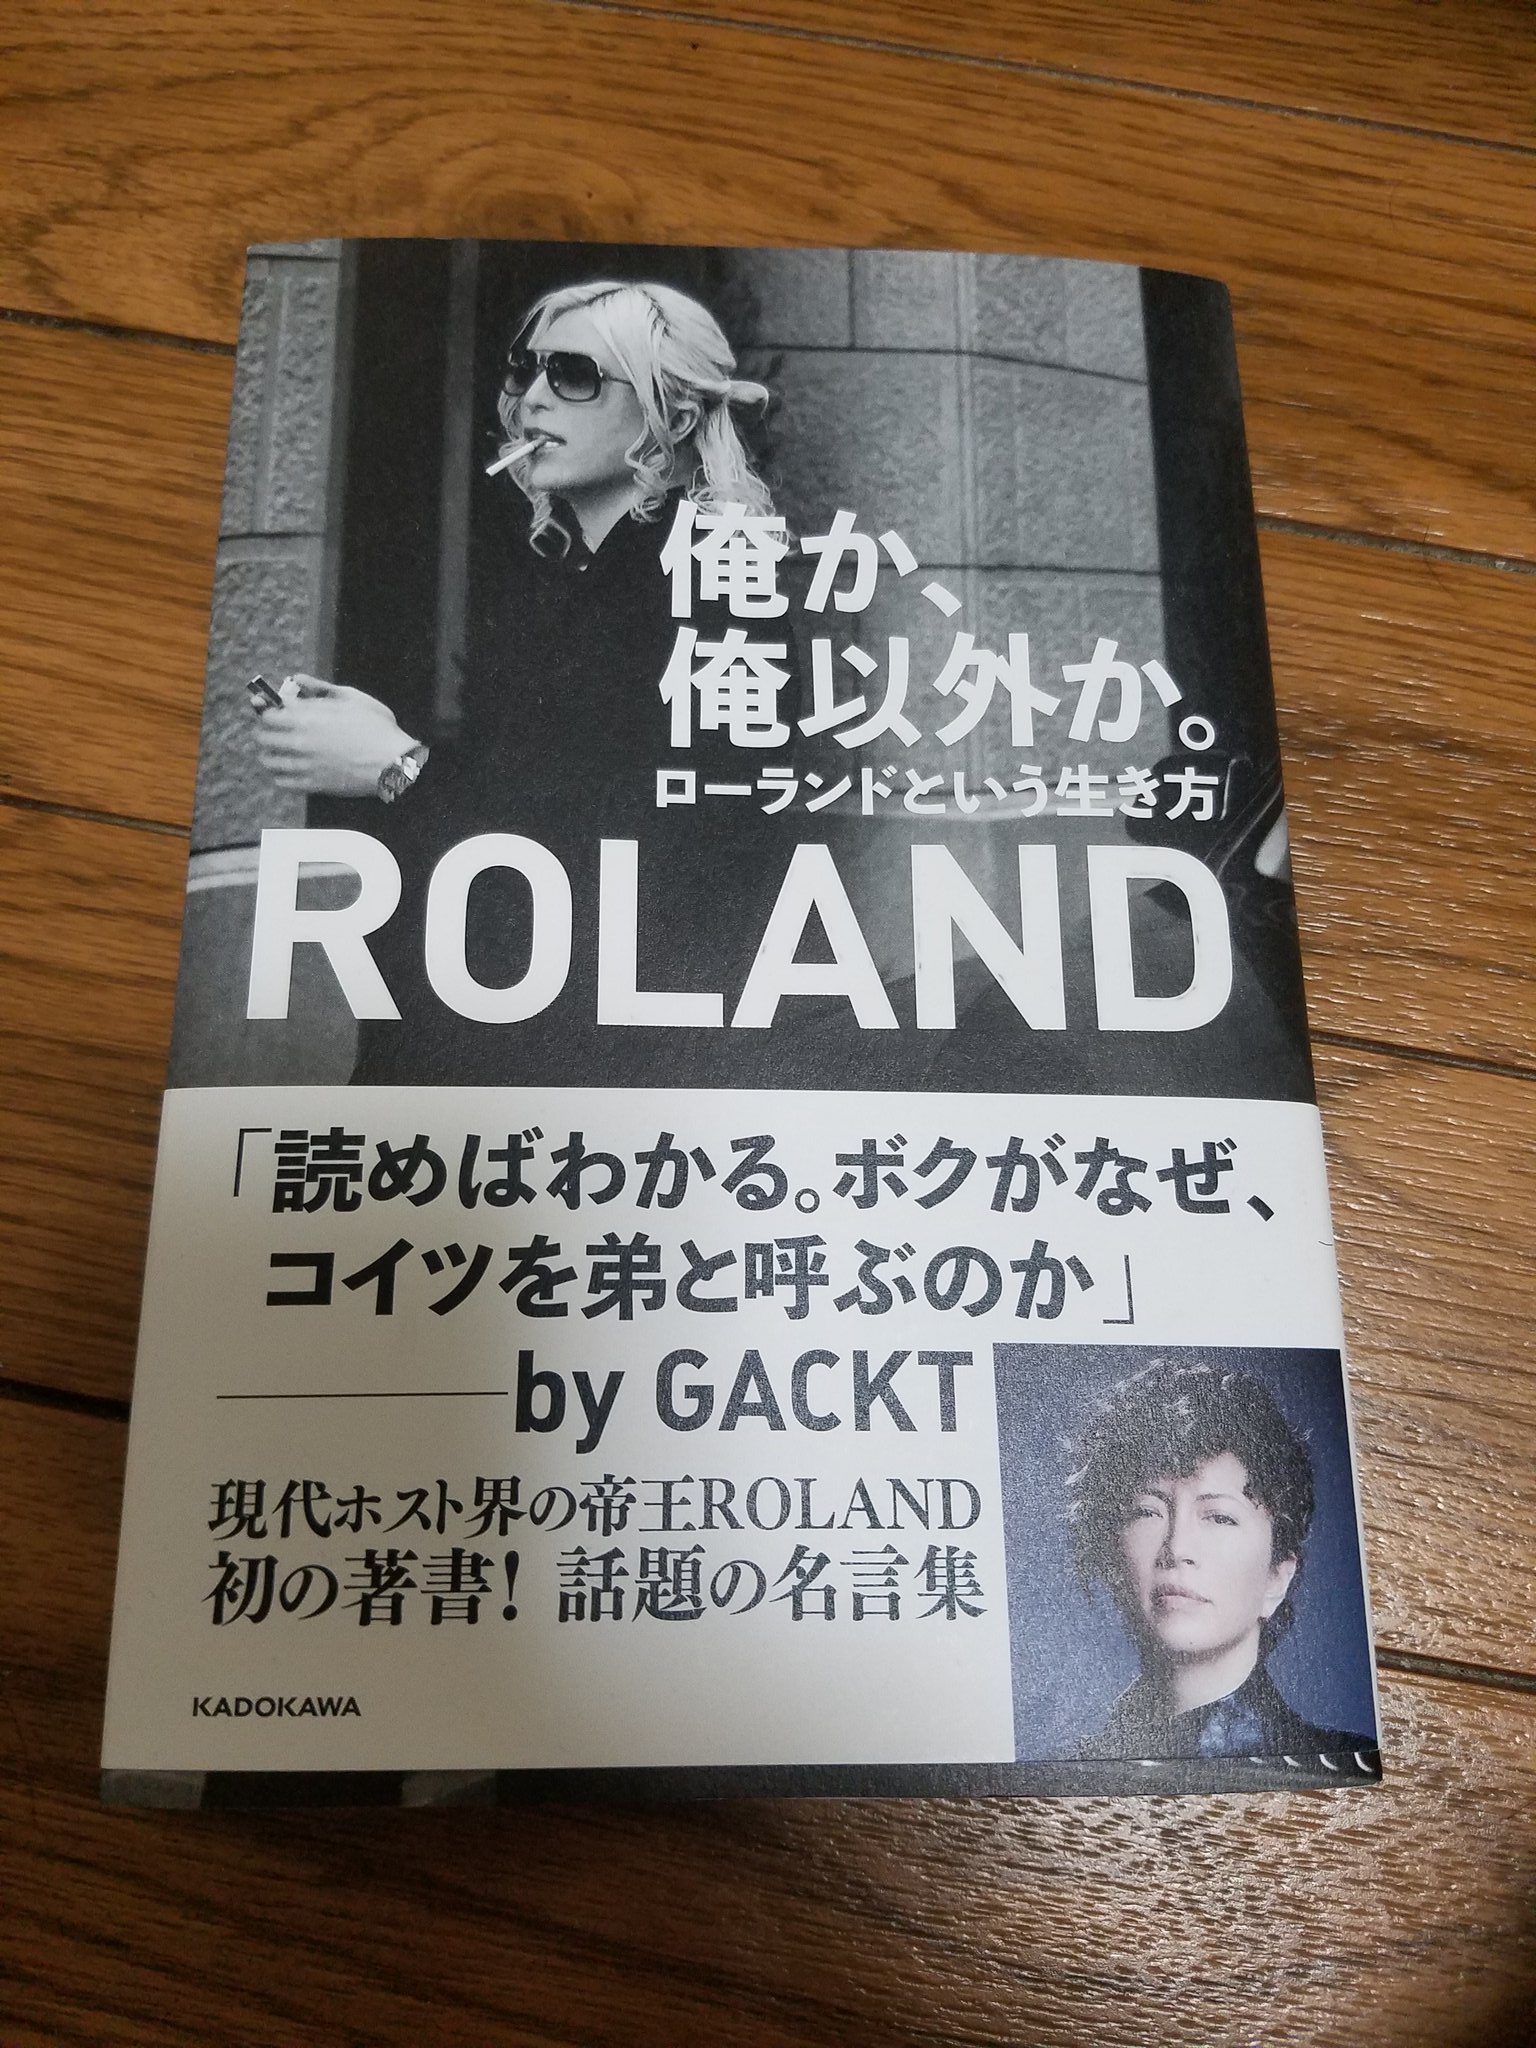 俺か、
俺以外か。
ローランドという生き方
ROLAND
「読めばわかる。ボクがなぜ、
コイツを弟と呼ぶのか」
by GACKT
現代ホスト界の帝王ROLAND
初の著書！ 話題の名言集
KADOKAWA